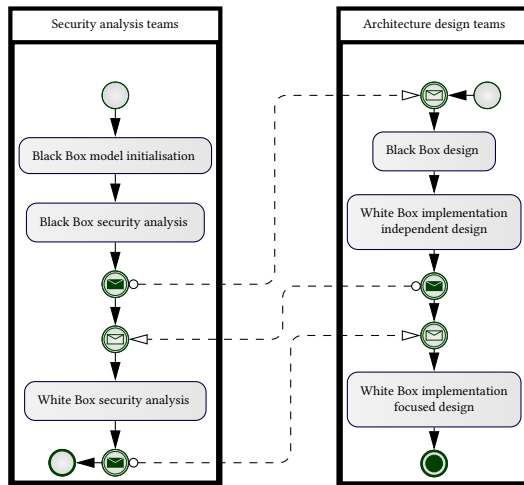 Security analysis teams
Black Box model initialisation
Black Box security analysis
White Box security analysis
Architecture design teams
Black Box design
White Box implementation
independent design
White Box implementation
focused design